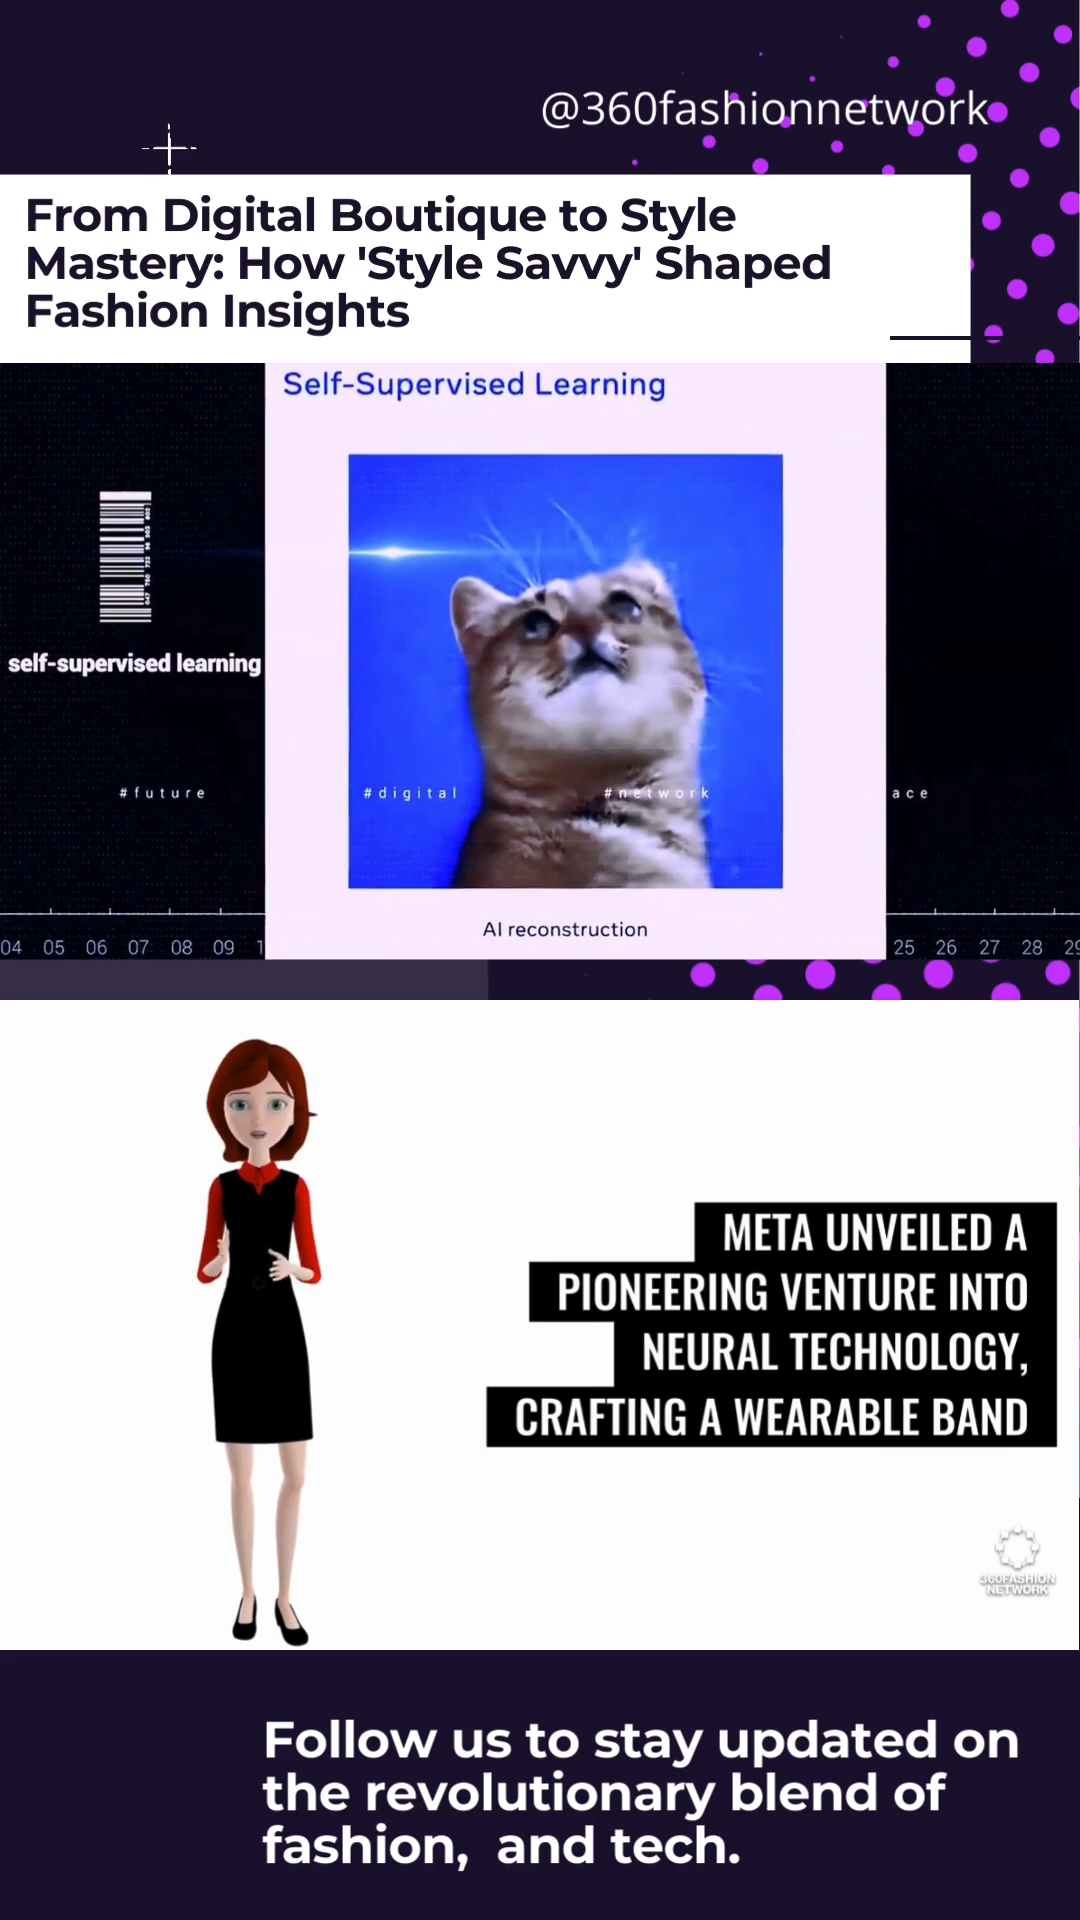 @360fashionnetwork
From Digital Boutique to Style
Mastery: How 'Style Savvy' Shaped
Fashion Insights
Self-Supervised Learning
self-supervised learning
#future #digital #network ace
AI reconstruction
04 05 06 07 08 09 1 25 26 27 28 29
META UNVEILED A
PIONEERING VENTURE INTO
NEURAL TECHNOLOGY,
CRAFTING A WEARABLE BAND
360FASHION
NETWORK
Follow us to stay updated on
the revolutionary blend of
fashion, and tech.